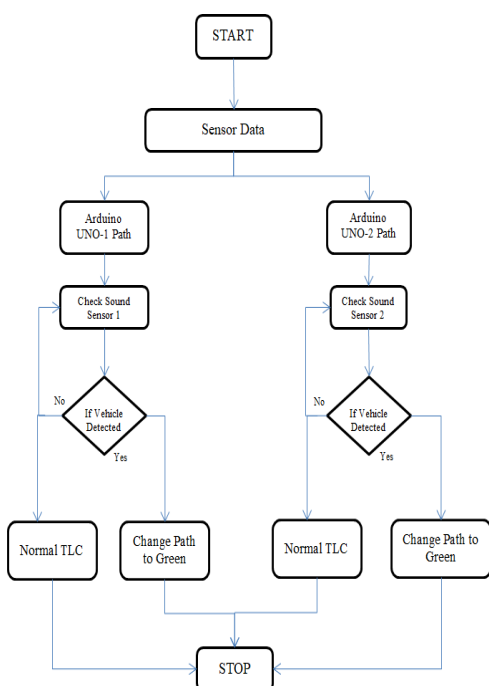 START
Sensor Data
Arduino
UNO-1 Path
Arduino
UNO-2 Path
Check Sound
Sensor 1
Check Sound
Sensor 2
No
If Vehicle
Detected
Yes
No
If Vehicle
Detected
Yes
Normal TLC
Change Path
to Green
Normal TLC
Change Path to
Green
STOP